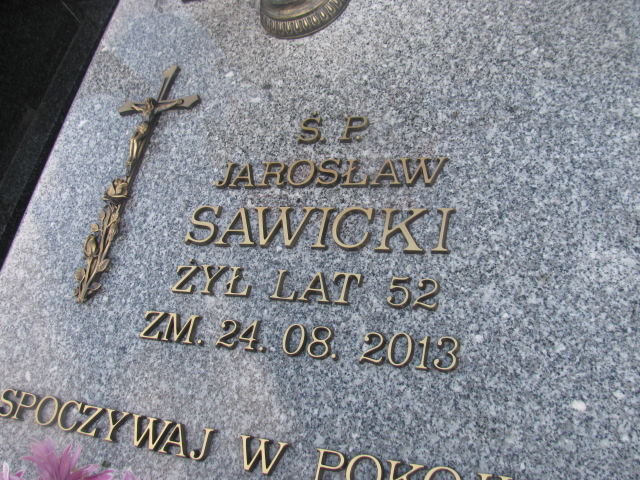 Ś. P.
JAROSŁAW
SAWICKI
ŻYŁ LAT 52
ZM. 24. 08. 2013
SPOCZYWAJ W